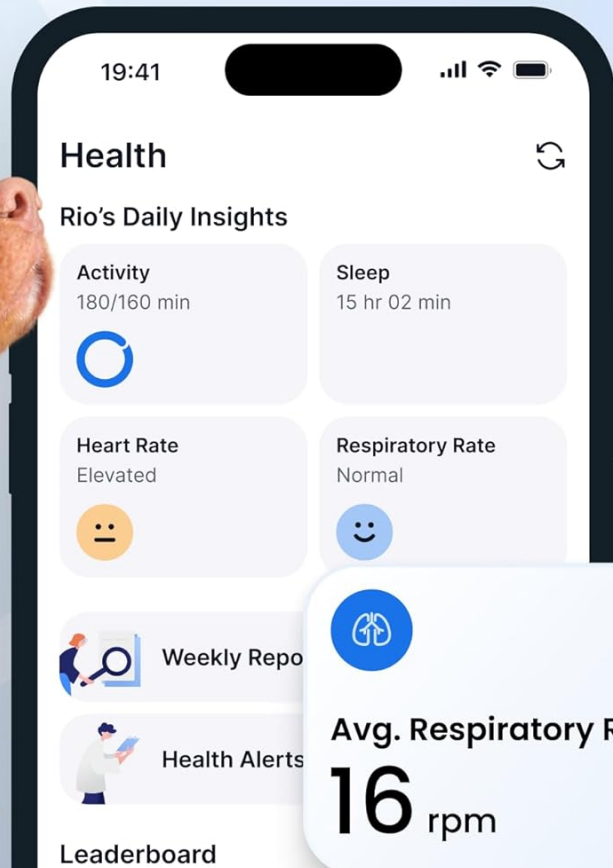 19:41
Health
Rio's Daily Insights
Activity
180/160 min
Sleep
15 hr 02 min
Heart Rate
Elevated
Respiratory Rate
Normal
Weekly Repo
Health Alerts
Avg. Respiratory R
16 rpm
Leaderboard